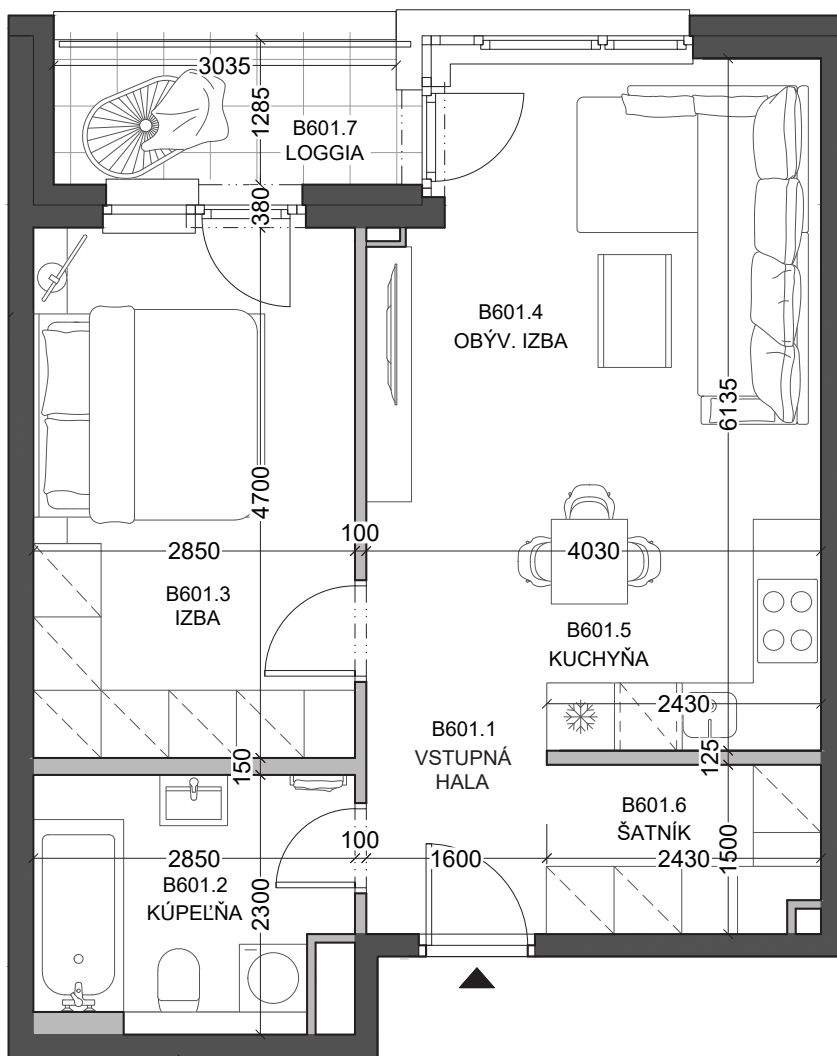 3035
1285
B601.7
LOGGIA
380
B601.4
OBÝV. IZBA
6135
4700
100
2850
4030
B601.3
IZBA
B601.5
KUCHYŇA
2430
B601.1
VSTUPNÁ
HALA
125
150
B601.6
ŠATNÍK
100
2850
1600
2430
1500
B601.2
KÚPEĽŇA
2300